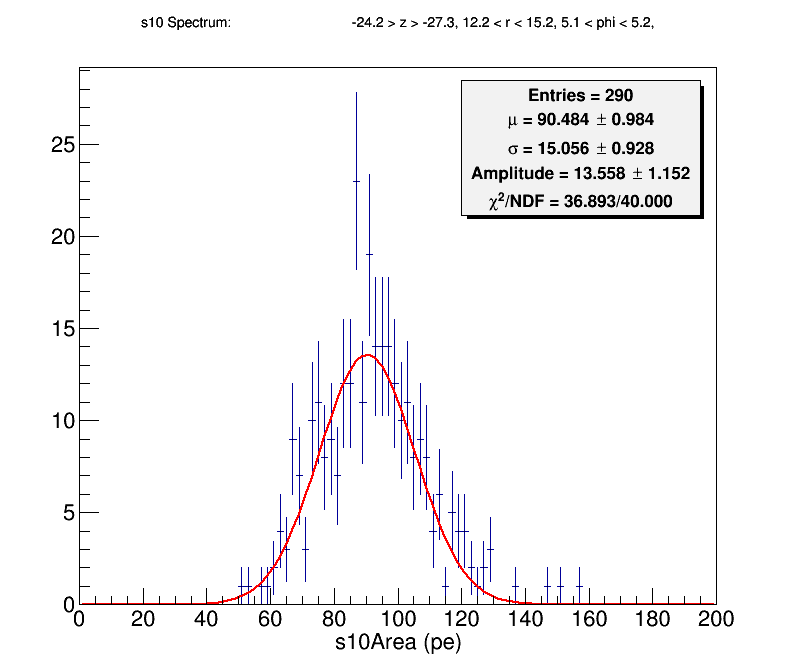 s10 Spectrum: -24.2 > z > -27.3, 12.2 < r < 15.2, 5.1 < phi < 5.2,
Entries = 290
μ = 90.484 ± 0.984
σ = 15.056 ± 0.928
Amplitude = 13.558 ± 1.152
χ²/NDF = 36.893/40.000
25
20
15
10
5
0
0 20 40 60 80 100 120 140 160 180 200
s10Area (pe)